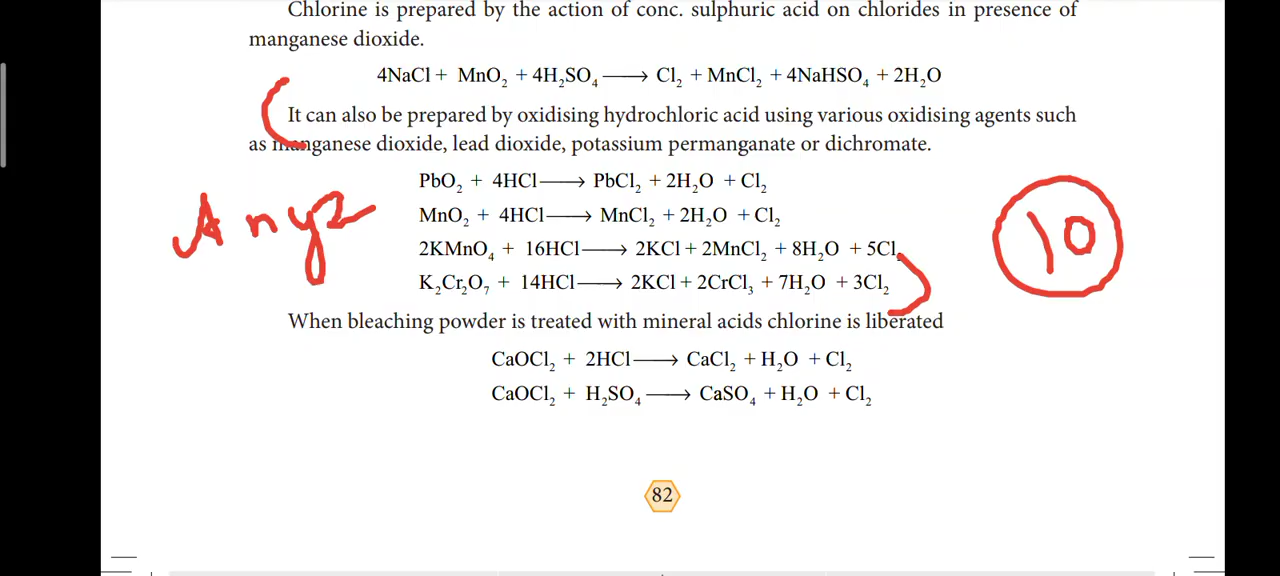 Chlorine is prepared by the action of conc. sulphuric acid on chlorides in presence of
manganese dioxide.
4NaCl + MnO₂ + 4H₂SO₄ ⟶ Cl₂ + MnCl₂ + 4NaHSO₄ + 2H₂O
It can also be prepared by oxidising hydrochloric acid using various oxidising agents such
as manganese dioxide, lead dioxide, potassium permanganate or dichromate.
PbO₂ + 4HCl ⟶ PbCl₂ + 2H₂O + Cl₂
MnO₂ + 4HCl ⟶ MnCl₂ + 2H₂O + Cl₂
Any 2
10
2KMnO₄ + 16HCl ⟶ 2KCl + 2MnCl₂ + 8H₂O + 5Cl₂
K₂Cr₂O₇ + 14HCl ⟶ 2KCl + 2CrCl₃ + 7H₂O + 3Cl₂
When bleaching powder is treated with mineral acids chlorine is liberated
CaOCl₂ + 2HCl ⟶ CaCl₂ + H₂O + Cl₂
CaOCl₂ + H₂SO₄ ⟶ CaSO₄ + H₂O + Cl₂
82